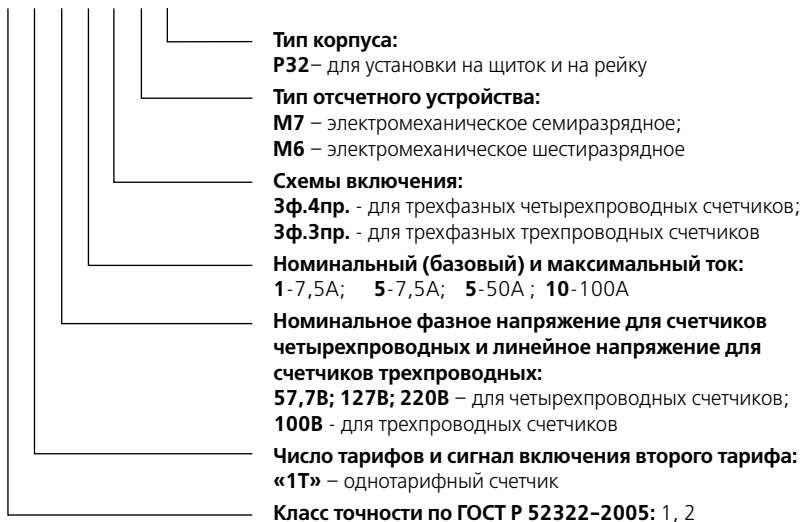 Тип корпуса:
Р32– для установки на щиток и на рейку
Тип отсчетного устройства:
М7 – электромеханическое семиразрядное;
М6 – электромеханическое шестиразрядное
Схемы включения:
3ф.4пр. - для трехфазных четырехпроводных счетчиков;
3ф.3пр. - для трехфазных трехпроводных счетчиков
Номинальный (базовый) и максимальный ток:
1-7,5А; 5-7,5А; 5-50А ; 10-100А
Номинальное фазное напряжение для счетчиков
четырехпроводных и линейное напряжение для
счетчиков трехпроводных:
57,7В; 127В; 220В – для четырехпроводных счетчиков;
100В - для трехпроводных счетчиков
Число тарифов и сигнал включения второго тарифа:
«1Т» – однотарифный счетчик
Класс точности по ГОСТ Р 52322–2005: 1, 2